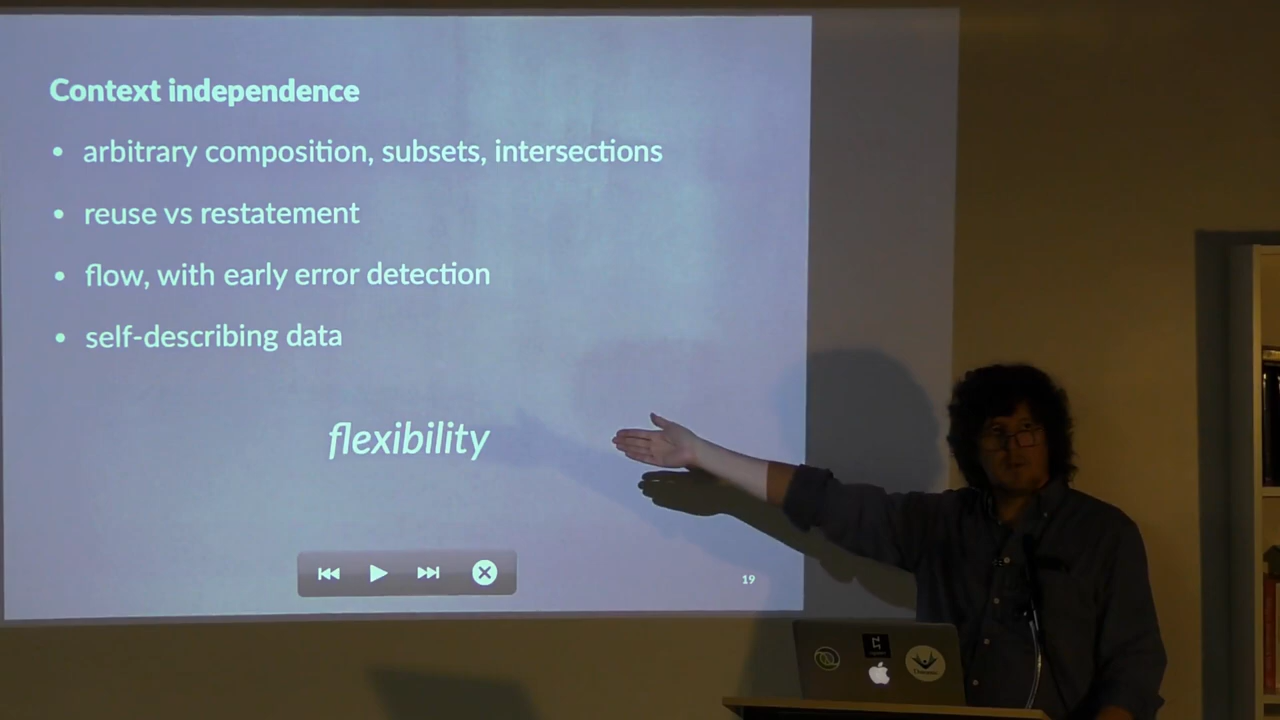 Context independence
• arbitrary composition, subsets, intersections
• reuse vs restatement
• flow, with early error detection
• self-describing data
flexibility
19